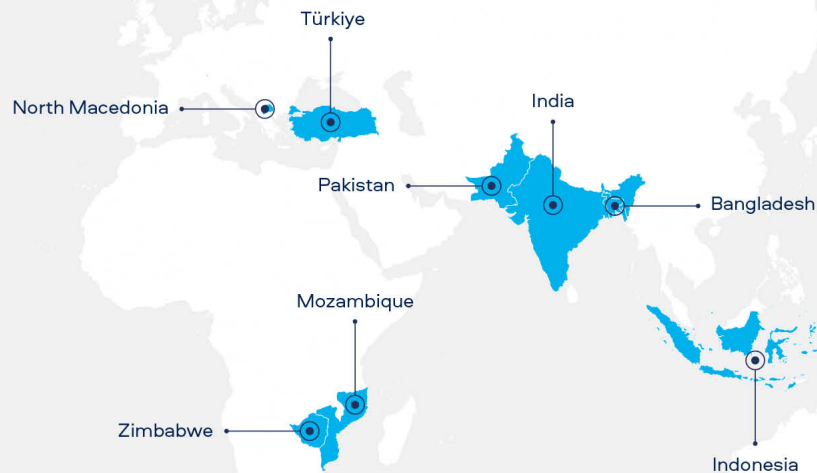 Türkiye
North Macedonia
India
Pakistan
Bangladesh
Mozambique
Zimbabwe
Indonesia